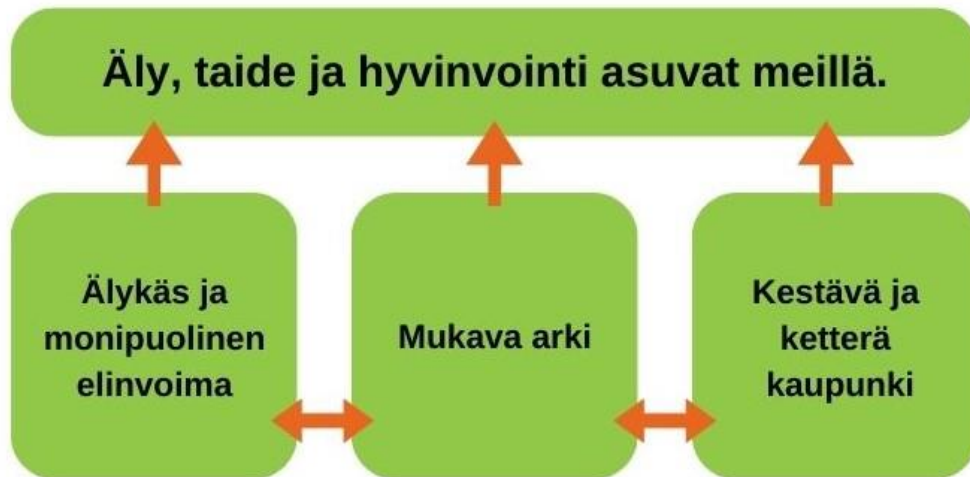 Äly, taide ja hyvinvointi asuvat meillä.
Älykäs ja
monipuolinen
elinvoima
Mukava arki
Kestävä ja
ketterä
kaupunki